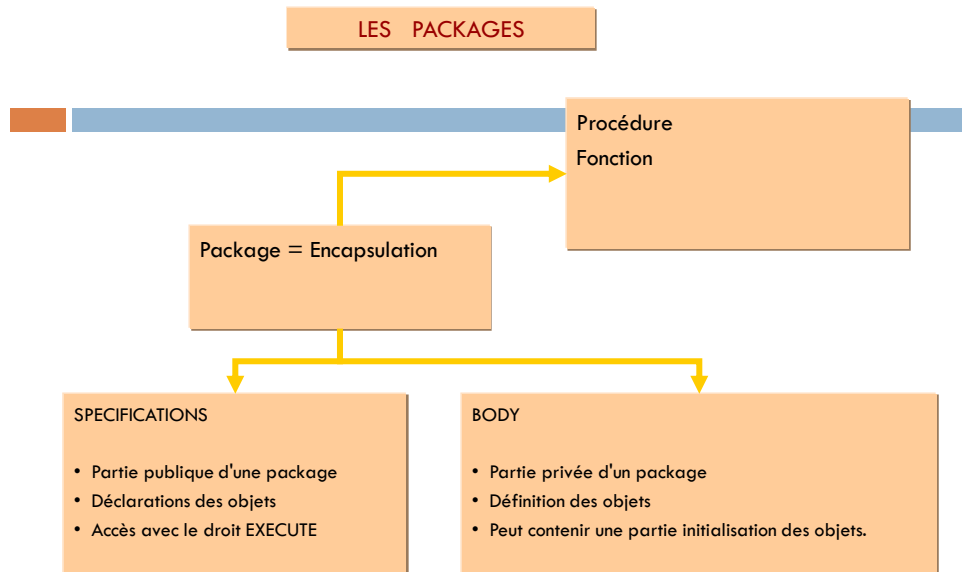 LES PACKAGES
Procédure
Fonction
Package = Encapsulation
SPECIFICATIONS
• Partie publique d'une package
• Déclarations des objets
• Accès avec le droit EXECUTE
BODY
• Partie privée d'un package
• Définition des objets
• Peut contenir une partie initialisation des objets.